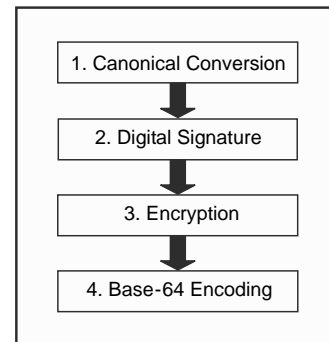 1. Canonical Conversion
2. Digital Signature
3. Encryption
4. Base-64 Encoding